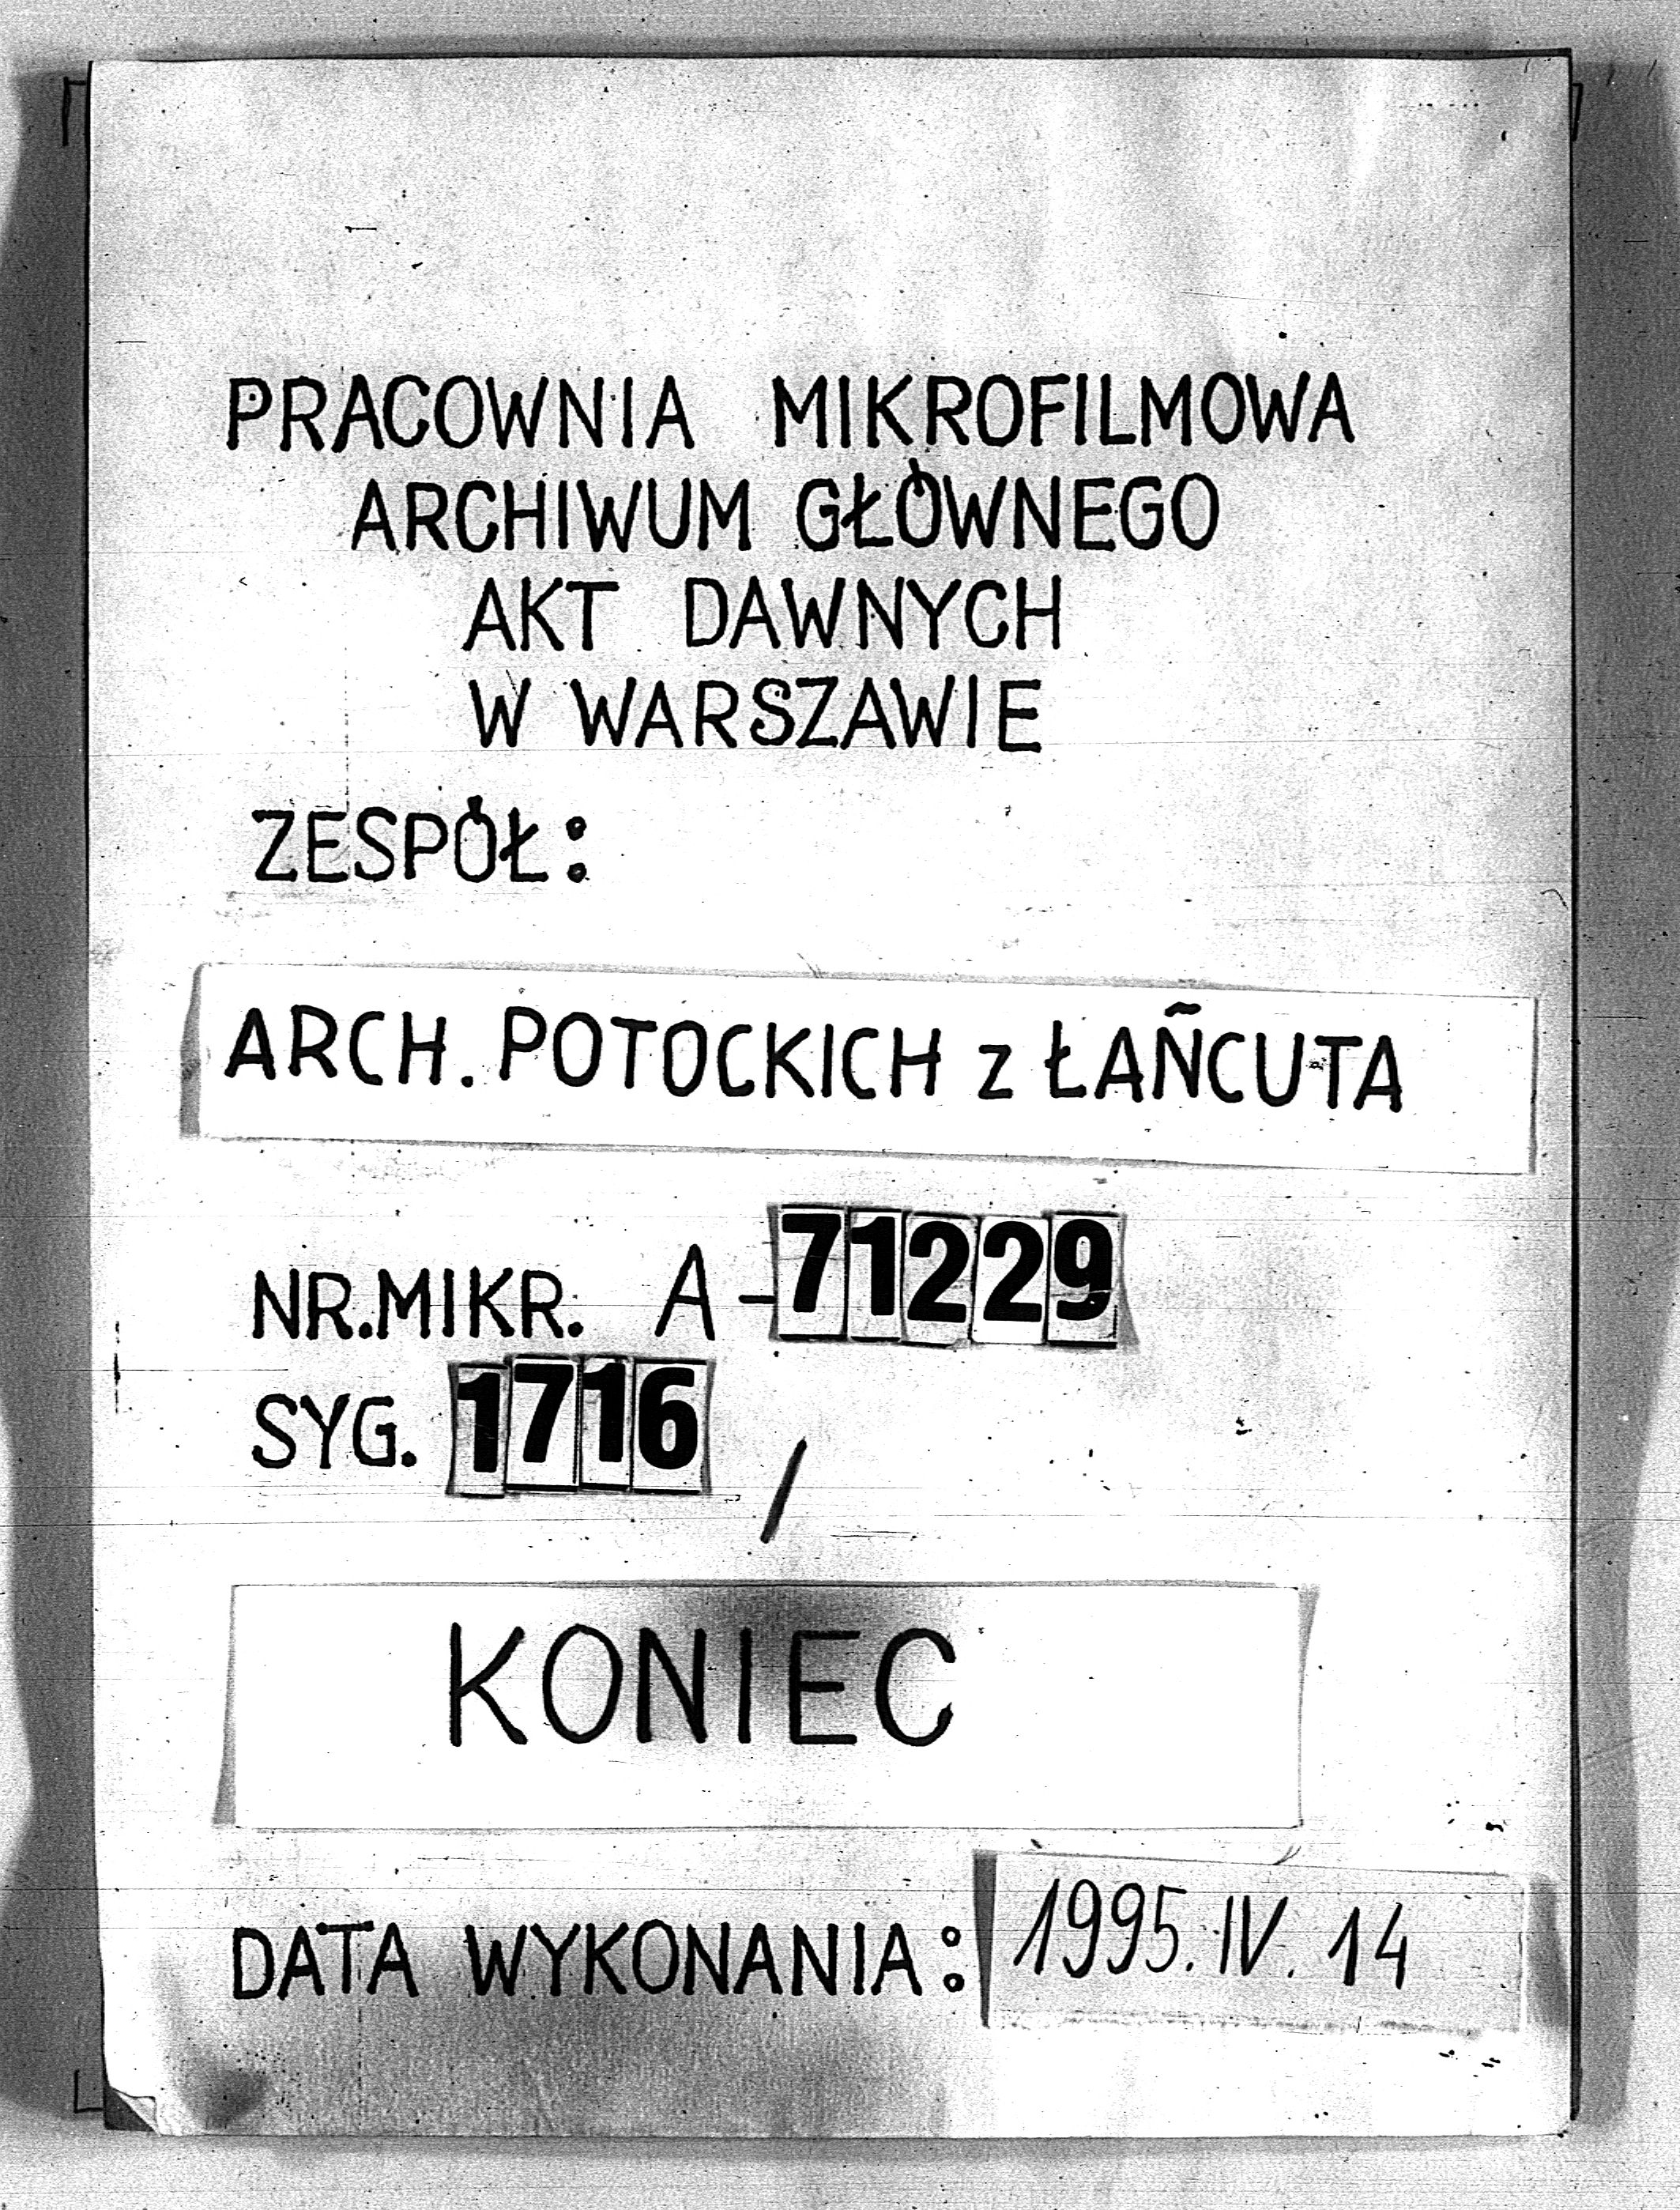 PRACOWNIA MIKROFILMOWA
ARCHIWUM GŁÓWNEGO
AKT DAWNYCH
W WARSZAWIE
ZESPÓŁ:
ARCH. POTOCKICH z ŁAŃCUTA
NR.MIKR. A-71229
SYG. 1716 /
KONIEC
DATA WYKONANIA: 1995.IV.14